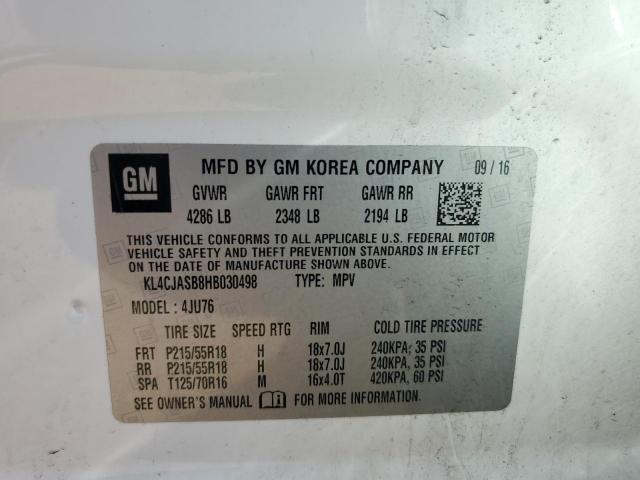 GM
MFD BY GM KOREA COMPANY 09 / 16
GVWR GAWR FRT GAWR RR
4286 LB 2348 LB 2194 LB
THIS VEHICLE CONFORMS TO ALL APPLICABLE U.S. FEDERAL MOTOR
VEHICLE SAFETY AND THEFT PREVENTION STANDARDS IN EFFECT
ON THE DATE OF MANUFACTURE SHOWN ABOVE.
KL4CJASB8HB030498 TYPE: MPV
MODEL : 4JU76
TIRE SIZE SPEED RTG RIM COLD TIRE PRESSURE
FRT P215/55R18 H 18x7.0J 240KPA, 35 PSI
RR P215/55R18 H 18x7.0J 240KPA, 35 PSI
SPA T125/70R16 M 16x4.0T 420KPA, 60 PSI
SEE OWNER'S MANUAL FOR MORE INFORMATION.